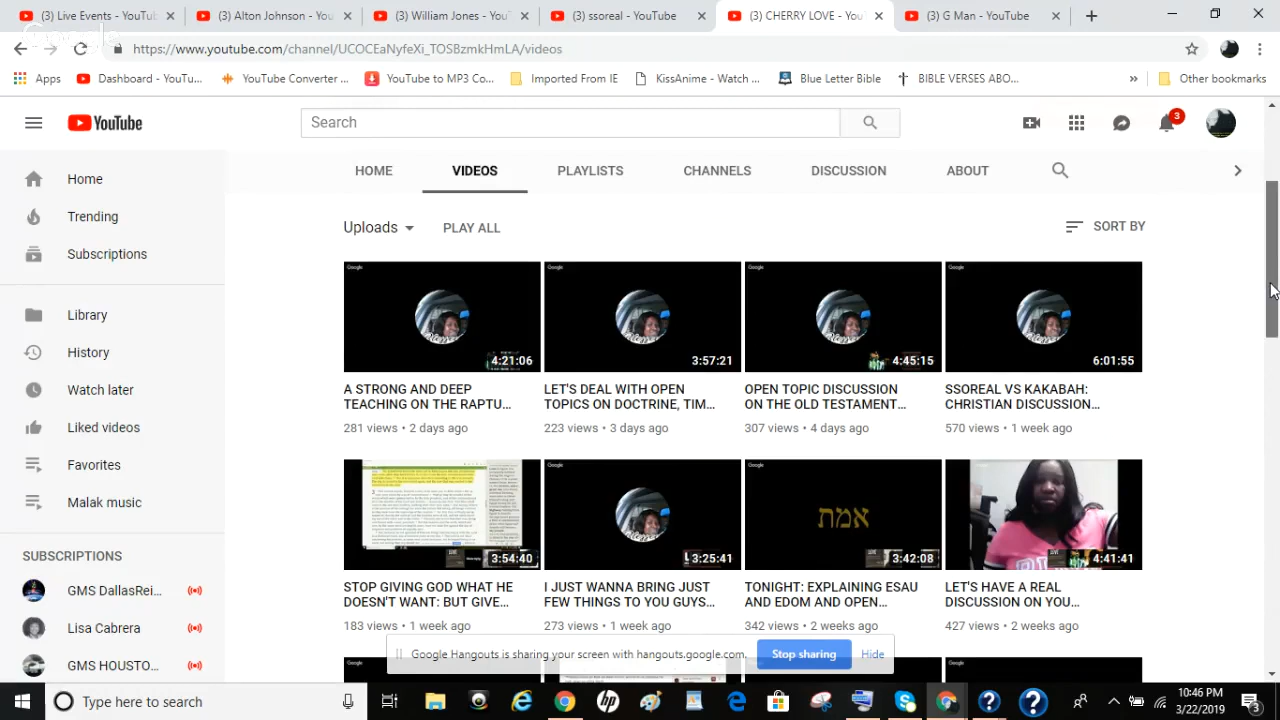 (3) Live Events - YouT
(3) Alton Johnson -
(3) William Jones - YouT
(3) ssoreal - YouTube
(3) CHERRY LOVE - You
(3) G Man - YouTube
https://www.youtube.com/channel/UCOCEaNyfeXi_TOSBzmkHmLA/videos
Apps
Dashboard - YouTu...
YouTube Converter ...
YouTube to MP3 Co...
Imported From IE
KissAnime - Watch ...
Blue Letter Bible
BIBLE VERSES ABO...
Other bookmarks
YouTube
Search
3
HOME
VIDEOS
PLAYLISTS
CHANNELS
DISCUSSION
ABOUT
Home
Trending
Subscriptions
Library
History
Watch later
Liked videos
Favorites
SUBSCRIPTIONS
GMS DallasRei...
Lisa Cabrera
GMS HOUSTO...
Uploads
PLAY ALL
SORT BY
Google
4:21:06
Google
3:57:21
Google
4:45:15
Google
6:01:55
A STRONG AND DEEP
TEACHING ON THE RAPTU...
281 views • 2 days ago
LET'S DEAL WITH OPEN
TOPICS ON DOCTRINE, TIM...
223 views • 3 days ago
OPEN TOPIC DISCUSSION
ON THE OLD TESTAMENT...
307 views • 4 days ago
SSOREAL VS KAKABAH:
CHRISTIAN DISCUSSION...
570 views • 1 week ago
3:54:40
Google
3:25:41
Google
אמת
3:42:08
4:41:41
STOP GIVING GOD WHAT HE
DOESN'T WANT: BUT GIVE...
183 views • 1 week ago
I JUST WANNA BRING JUST
FEW THINGS TO YOU GUYS...
273 views • 1 week ago
TONIGHT: EXPLAINING ESAU
AND EDOM AND OPEN...
342 views • 2 weeks ago
LET'S HAVE A REAL
DISCUSSION ON YOU...
427 views • 2 weeks ago
Google Hangouts is sharing your screen with hangouts.google.com.
Stop sharing
Hide
Type here to search
10:46 PM
3/22/2019